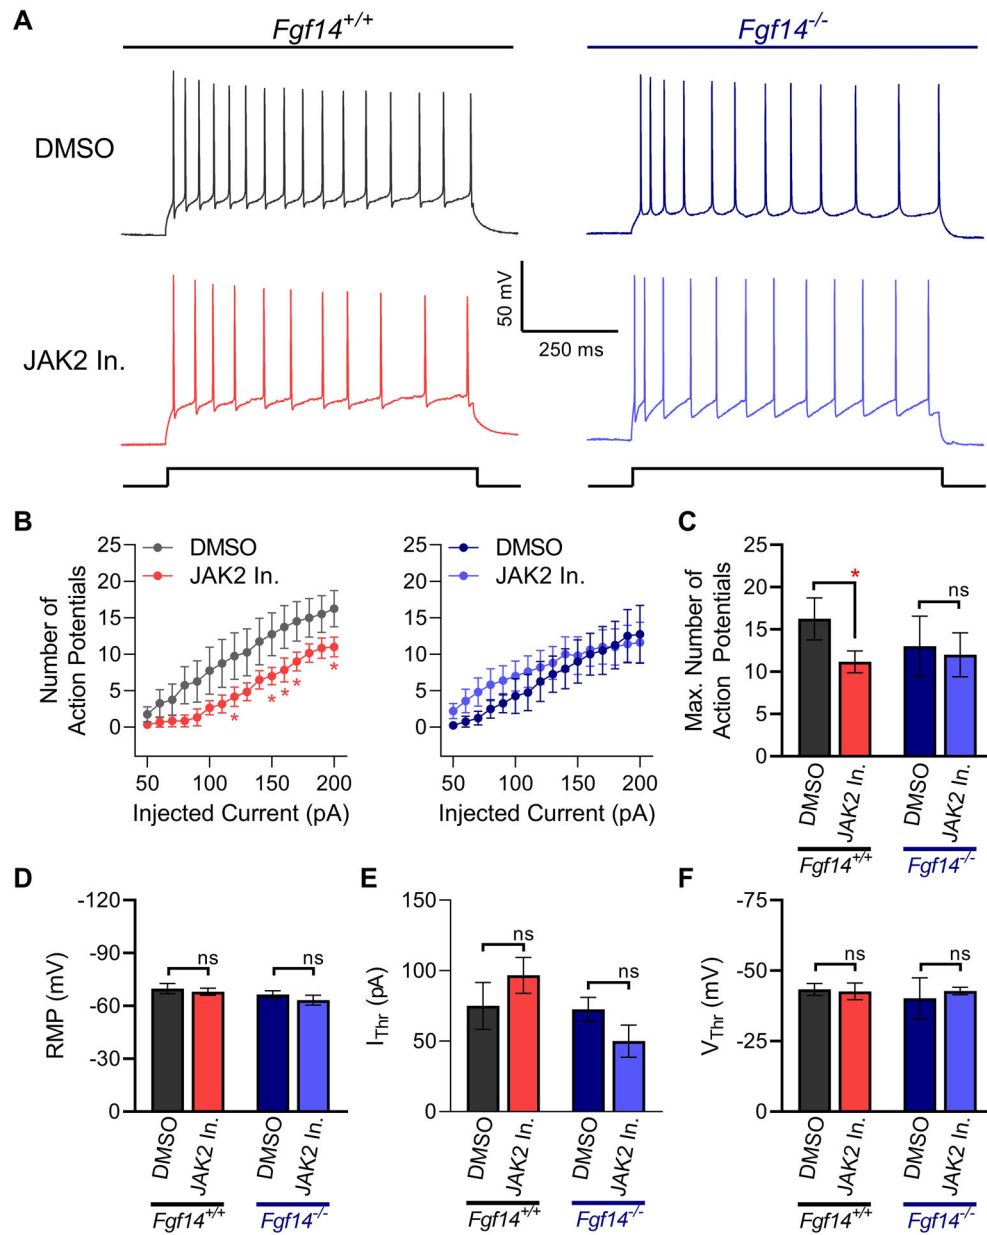 A
Fgf14+/+
Fgf14-/-
DMSO
JAK2 In.
50 mV
250 ms
B
Number of
Action Potentials
25
20
15
10
5
0
DMSO
JAK2 In.
* * * * *
50 100 150 200
Injected Current (pA)
25
20
15
10
5
0
DMSO
JAK2 In.
50 100 150 200
Injected Current (pA)
C
Max. Number of
Action Potentials
25
20
15
10
5
0
* ns
DMSO JAK2 In. DMSO JAK2 In.
Fgf14+/+ Fgf14-/-
D
RMP (mV)
-120
-90
-60
-30
0
ns ns
DMSO JAK2 In. DMSO JAK2 In.
Fgf14+/+ Fgf14-/-
E
IThr (pA)
150
100
50
0
ns ns
DMSO JAK2 In. DMSO JAK2 In.
Fgf14+/+ Fgf14-/-
F
VThr (mV)
-75
-50
-25
0
ns ns
DMSO JAK2 In. DMSO JAK2 In.
Fgf14+/+ Fgf14-/-